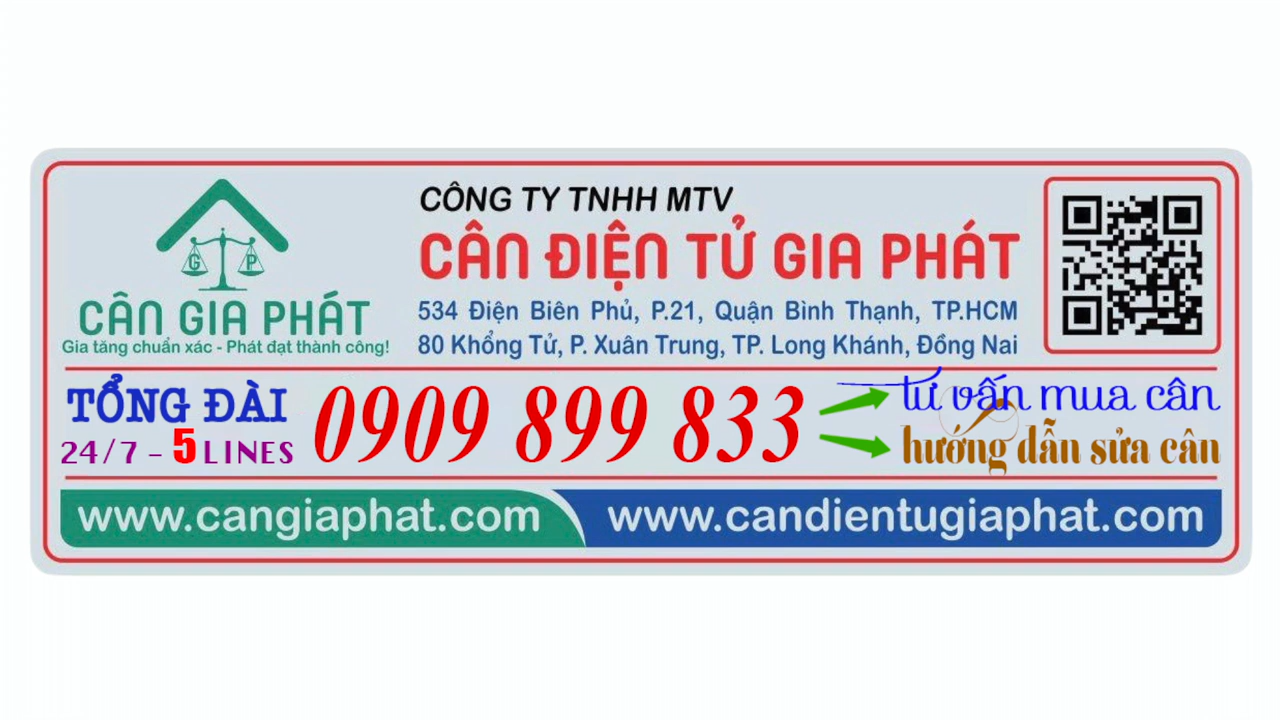 G P
CÂN GIA PHÁT
Gia tăng chuẩn xác - Phát đạt thành công!
CÔNG TY TNHH MTV
CÂN ĐIỆN TỬ GIA PHÁT
534 Điện Biên Phủ, P.21, Quận Bình Thạnh, TP.HCM
80 Khổng Tử, P. Xuân Trung, TP. Long Khánh, Đồng Nai
TỔNG ĐÀI
24/7 - 5 LINES
0909 899 833
tư vấn mua cân
hướng dẫn sửa cân
www.cangiaphat.com
www.candientugiaphat.com